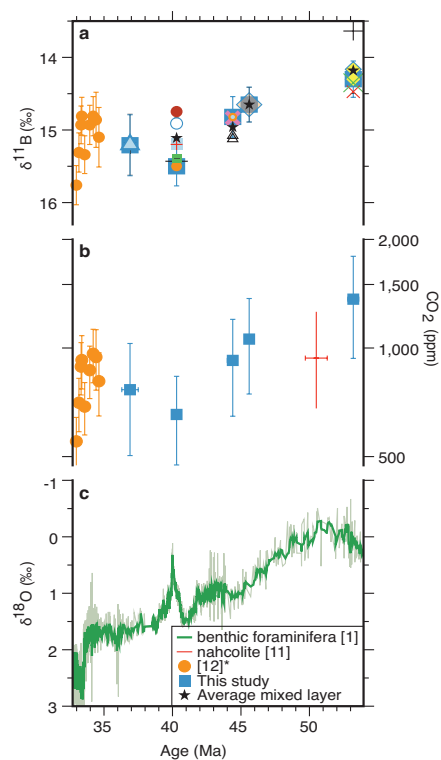 a
14
15
16
δ11B (‰)
b
2,000
1,500
1,000
500
CO2 (ppm)
c
-1
0
1
2
3
δ18O (‰)
benthic foraminifera [1]
nahcolite [11]
[12]*
This study
Average mixed layer
35 40 45 50
Age (Ma)